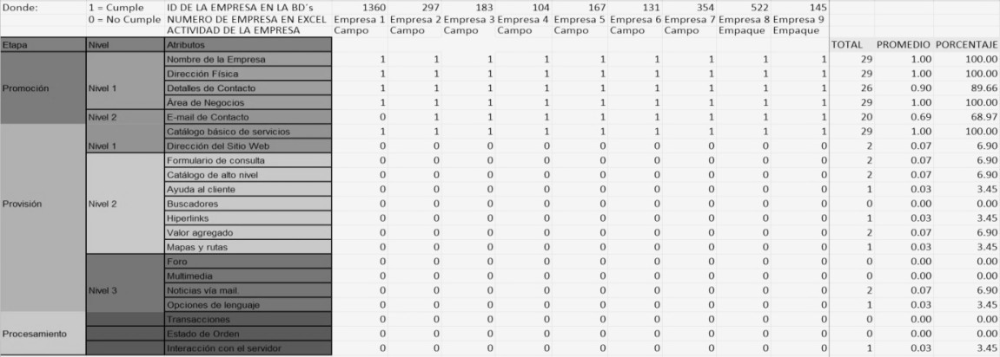 Donde: 1 = Cumple ID DE LA EMPRESA EN LA BD's 1360 297 183 104 167 131 354 522 145
0 = No Cumple NUMERO DE EMPRESA EN EXCEL Empresa 1 Empresa 2 Empresa 3 Empresa 4 Empresa 5 Empresa 6 Empresa 7 Empresa 8 Empresa 9
ACTIVIDAD DE LA EMPRESA Campo Campo Campo Campo Campo Campo Campo Empaque Empaque
Etapa Nivel Atributos TOTAL PROMEDIO PORCENTAJE
Nombre de la Empresa 1 1 1 1 1 1 1 1 1 29 1.00 100.00
Dirección Física 1 1 1 1 1 1 1 1 1 29 1.00 100.00
Promoción Nivel 1 Detalles de Contacto 1 1 1 1 1 1 1 1 1 26 0.90 89.66
Área de Negocios 1 1 1 1 1 1 1 1 1 29 1.00 100.00
Nivel 2 E-mail de Contacto 0 1 1 1 1 1 1 1 1 20 0.69 68.97
Catálogo básico de servicios 1 1 1 1 1 1 1 1 1 29 1.00 100.00
Nivel 1 Dirección del Sitio Web 0 0 0 0 0 0 0 0 0 2 0.07 6.90
Formulario de consulta 0 0 0 0 0 0 0 0 0 2 0.07 6.90
Catálogo de alto nivel 0 0 0 0 0 0 0 0 0 2 0.07 6.90
Ayuda al cliente 0 0 0 0 0 0 0 0 0 1 0.03 3.45
Provisión Nivel 2 Buscadores 0 0 0 0 0 0 0 0 0 0 0.00 0.00
Hiperlinks 0 0 0 0 0 0 0 0 0 1 0.03 3.45
Valor agregado 0 0 0 0 0 0 0 0 0 2 0.07 6.90
Mapas y rutas 0 0 0 0 0 0 0 0 0 1 0.03 3.45
Foro 0 0 0 0 0 0 0 0 0 0 0.00 0.00
Multimedia 0 0 0 0 0 0 0 0 0 0 0.00 0.00
Nivel 3 Noticias vía mail. 0 0 0 0 0 0 0 0 0 2 0.07 6.90
Opciones de lenguaje 0 0 0 0 0 0 0 0 0 1 0.03 3.45
Transacciones 0 0 0 0 0 0 0 0 0 0 0.00 0.00
Procesamiento Estado de Orden 0 0 0 0 0 0 0 0 0 0 0.00 0.00
Interacción con el servidor 0 0 0 0 0 0 0 0 0 1 0.03 3.45